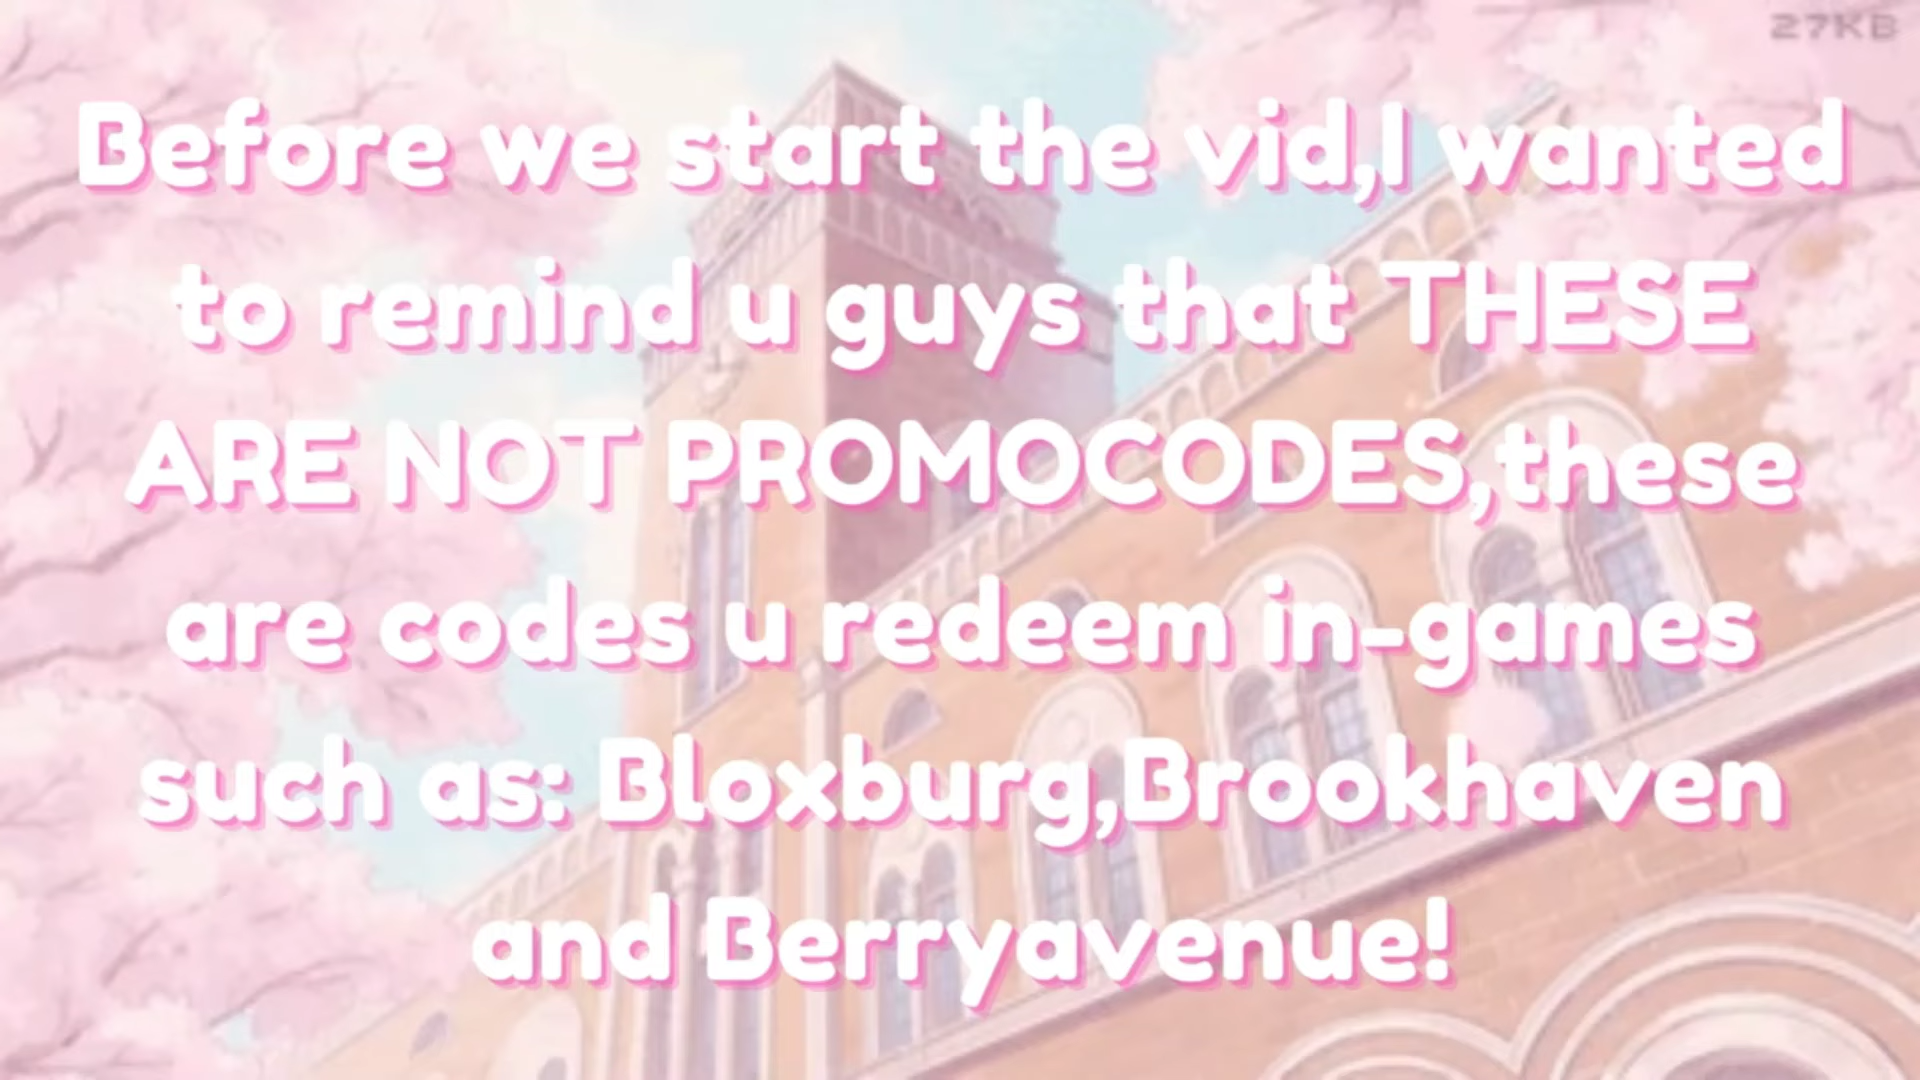 27KB
Before we start the vid,I wanted
to remind u guys that THESE
ARE NOT PROMOCODES,these
are codes u redeem in-games
such as: Bloxburg,Brookhaven
and Berryavenue!